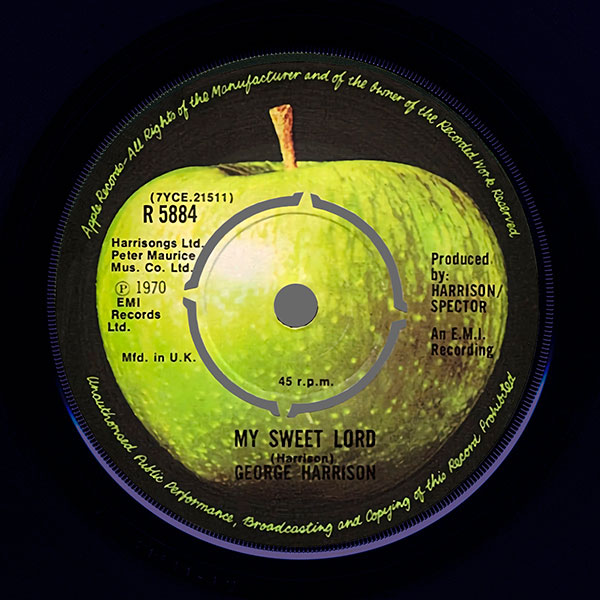 Apple Records-All Rights of the Manufacturer and of the Owner of the Recorded Work Reserved
(7YCE.21511)
R 5884
Harrisongs Ltd.
Peter Maurice
Mus. Co. Ltd.
Ⓟ 1970
EMI
Records
Ltd.
Mfd. in U.K.
Produced
by:
HARRISON/
SPECTOR
An E.M.I.
Recording
45 r.p.m.
MY SWEET LORD
(Harrison)
GEORGE HARRISON
Unauthorised Public Performance, Broadcasting and Copying of this Record Prohibited